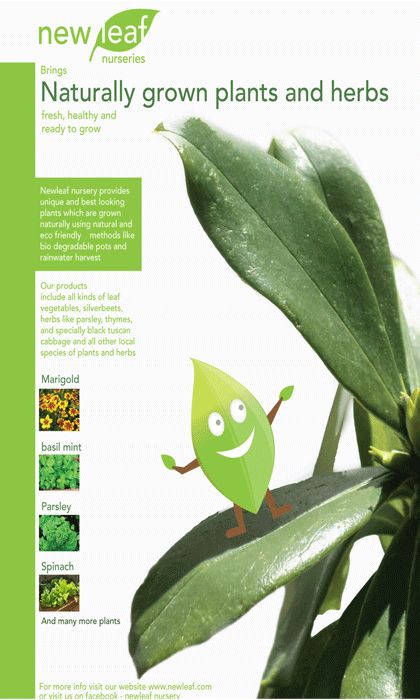 new leaf
nurseries
Brings
Naturally grown plants and herbs
fresh, healthy and
ready to grow
Newleaf nursery provides
unique and best looking
plants which are grown
naturally using natural and
eco friendly methods like
bio degradable pots and
rainwater harvest
Our products
include all kinds of leaf
vegetables, silverbeets,
herbs like parsley, thymes,
and specially black tuscan
cabbage and all other local
species of plants and herbs
Marigold
basil mint
Parsley
Spinach
And many more plants
For more info visit our website www.newleaf.com
or visit us on facebook - newleaf nursery